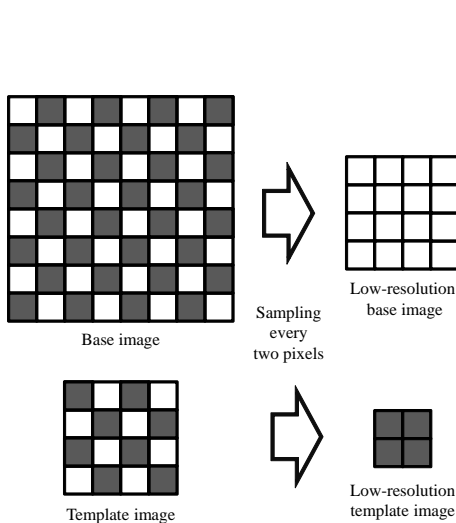 Low-resolution
base image
Sampling
every
two pixels
Base image
Low-resolution
template image
Template image